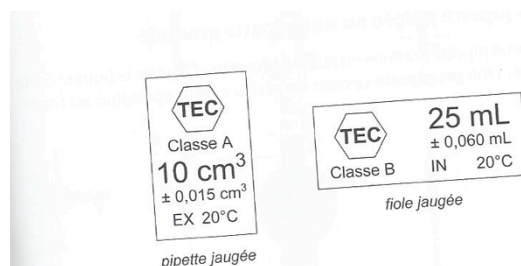 TEC
Classe A
10 cm³
± 0,015 cm³
EX 20°C
pipette jaugée
TEC
Classe B
25 mL
± 0,060 mL
IN 20°C
fiole jaugée